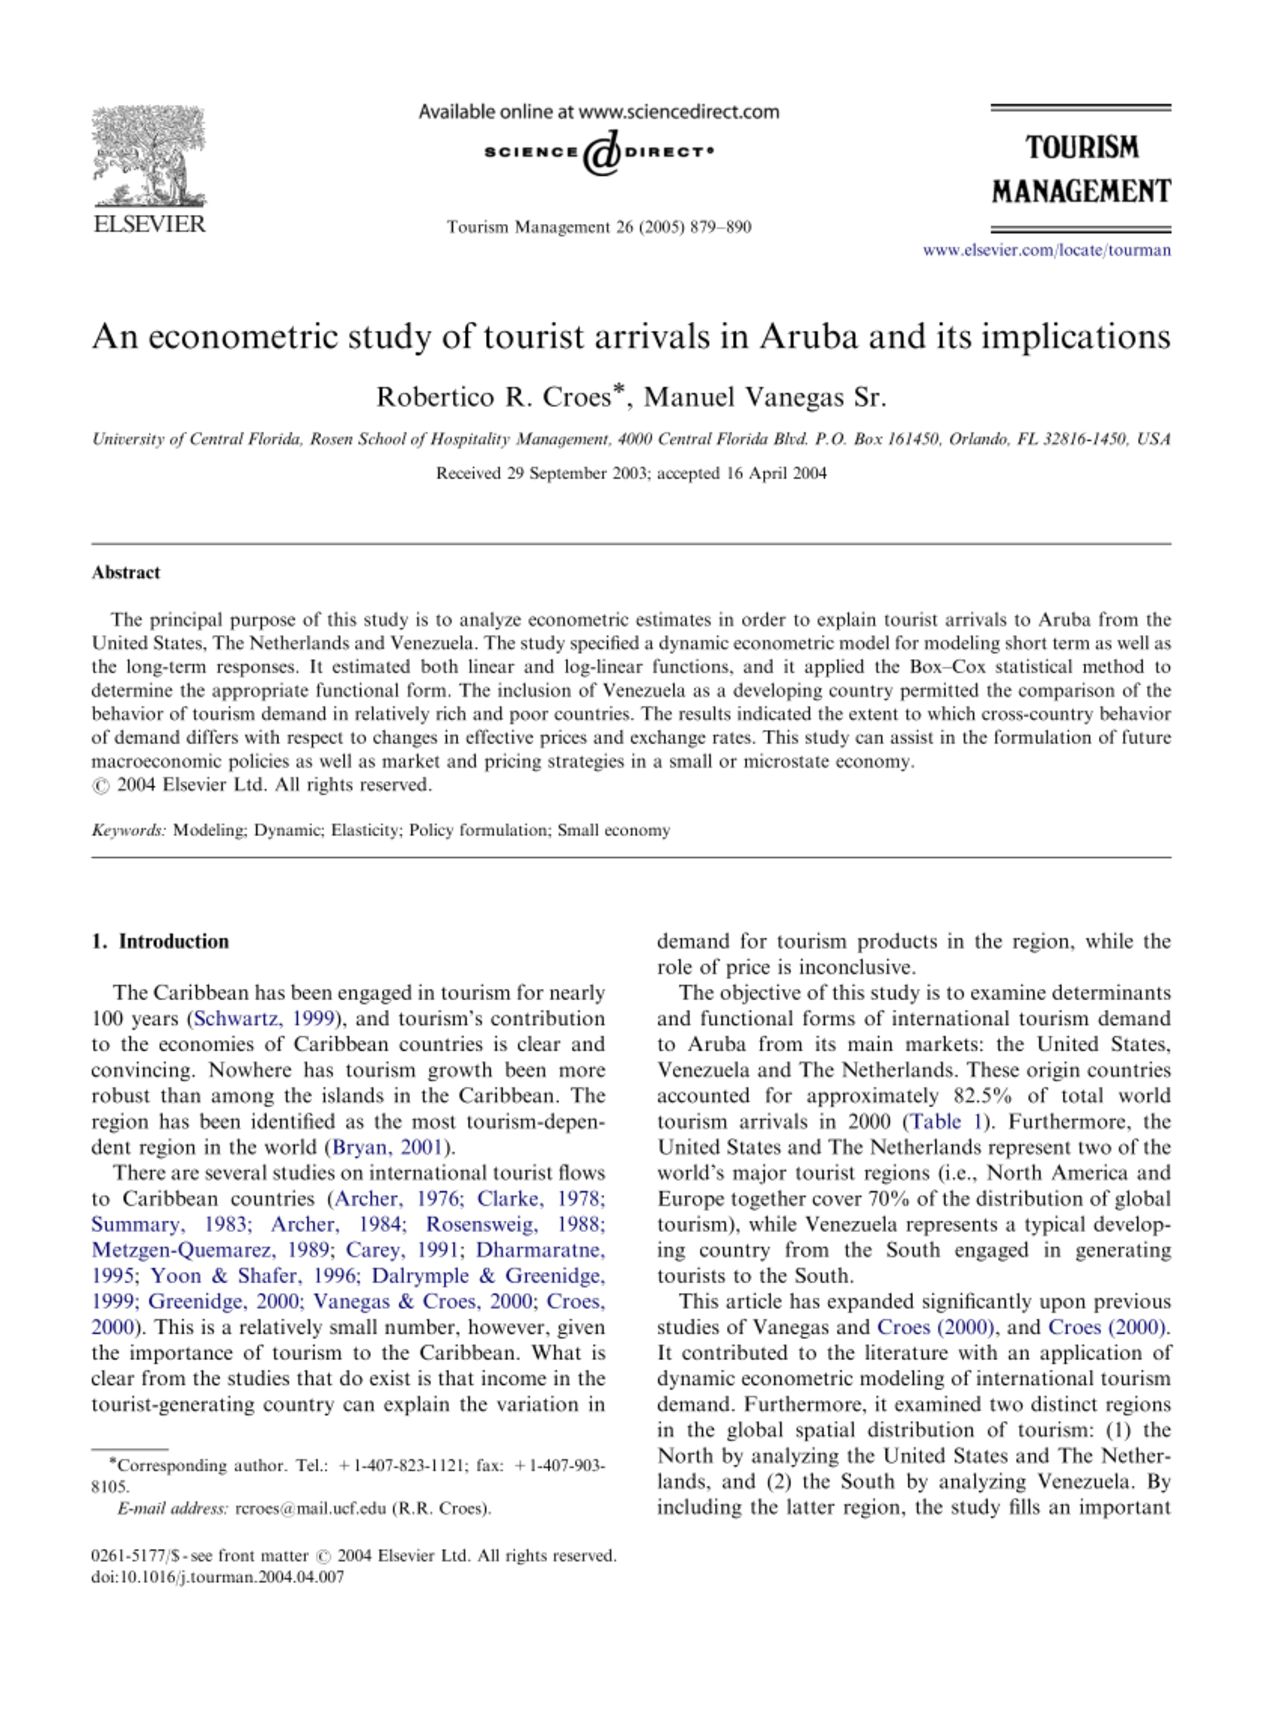 Available online at www.sciencedirect.com
SCIENCE DIRECT®
ELSEVIER
Tourism Management 26 (2005) 879–890
TOURISM
MANAGEMENT
www.elsevier.com/locate/tourman
An econometric study of tourist arrivals in Aruba and its implications
Robertico R. Croes*, Manuel Vanegas Sr.
University of Central Florida, Rosen School of Hospitality Management, 4000 Central Florida Blvd. P.O. Box 161450, Orlando, FL 32816-1450, USA
Received 29 September 2003; accepted 16 April 2004
Abstract
The principal purpose of this study is to analyze econometric estimates in order to explain tourist arrivals to Aruba from the
United States, The Netherlands and Venezuela. The study specified a dynamic econometric model for modeling short term as well as
the long-term responses. It estimated both linear and log-linear functions, and it applied the Box–Cox statistical method to
determine the appropriate functional form. The inclusion of Venezuela as a developing country permitted the comparison of the
behavior of tourism demand in relatively rich and poor countries. The results indicated the extent to which cross-country behavior
of demand differs with respect to changes in effective prices and exchange rates. This study can assist in the formulation of future
macroeconomic policies as well as market and pricing strategies in a small or microstate economy.
© 2004 Elsevier Ltd. All rights reserved.
Keywords: Modeling; Dynamic; Elasticity; Policy formulation; Small economy
1. Introduction
The Caribbean has been engaged in tourism for nearly
100 years (Schwartz, 1999), and tourism's contribution
to the economies of Caribbean countries is clear and
convincing. Nowhere has tourism growth been more
robust than among the islands in the Caribbean. The
region has been identified as the most tourism-depen-
dent region in the world (Bryan, 2001).
There are several studies on international tourist flows
to Caribbean countries (Archer, 1976; Clarke, 1978;
Summary, 1983; Archer, 1984; Rosensweig, 1988;
Metzgen-Quemarez, 1989; Carey, 1991; Dharmaratne,
1995; Yoon & Shafer, 1996; Dalrymple & Greenidge,
1999; Greenidge, 2000; Vanegas & Croes, 2000; Croes,
2000). This is a relatively small number, however, given
the importance of tourism to the Caribbean. What is
clear from the studies that do exist is that income in the
tourist-generating country can explain the variation in
*Corresponding author. Tel.: +1-407-823-1121; fax: +1-407-903-
8105.
E-mail address: rcroes@mail.ucf.edu (R.R. Croes).
demand for tourism products in the region, while the
role of price is inconclusive.
The objective of this study is to examine determinants
and functional forms of international tourism demand
to Aruba from its main markets: the United States,
Venezuela and The Netherlands. These origin countries
accounted for approximately 82.5% of total world
tourism arrivals in 2000 (Table 1). Furthermore, the
United States and The Netherlands represent two of the
world's major tourist regions (i.e., North America and
Europe together cover 70% of the distribution of global
tourism), while Venezuela represents a typical develop-
ing country from the South engaged in generating
tourists to the South.
This article has expanded significantly upon previous
studies of Vanegas and Croes (2000), and Croes (2000).
It contributed to the literature with an application of
dynamic econometric modeling of international tourism
demand. Furthermore, it examined two distinct regions
in the global spatial distribution of tourism: (1) the
North by analyzing the United States and The Nether-
lands, and (2) the South by analyzing Venezuela. By
including the latter region, the study fills an important
0261-5177/$ - see front matter © 2004 Elsevier Ltd. All rights reserved.
doi:10.1016/j.tourman.2004.04.007